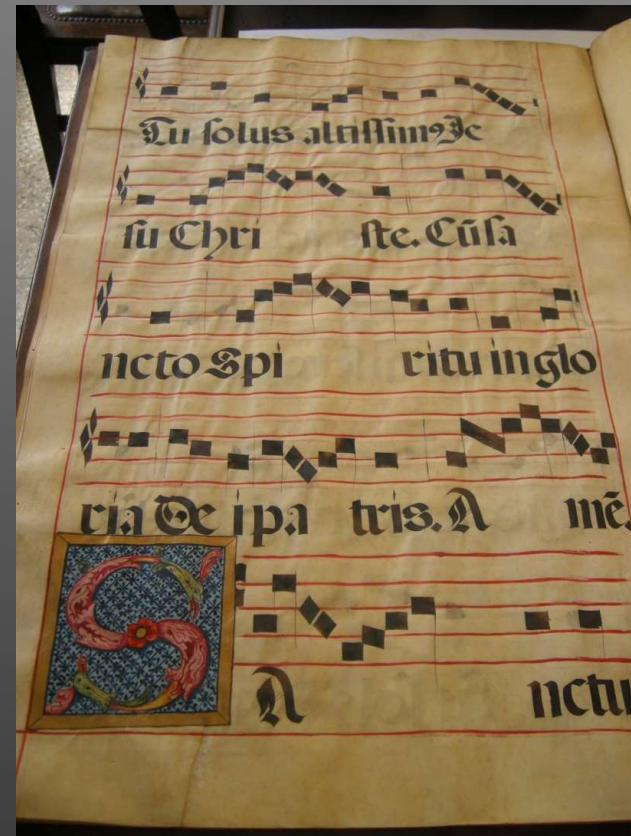 Tu solus altissimꝰ Je
su Chri ste. Cũ sa
ncto Spi ritu in glo
ria De i pa tris. A mẽ.
S A nctu